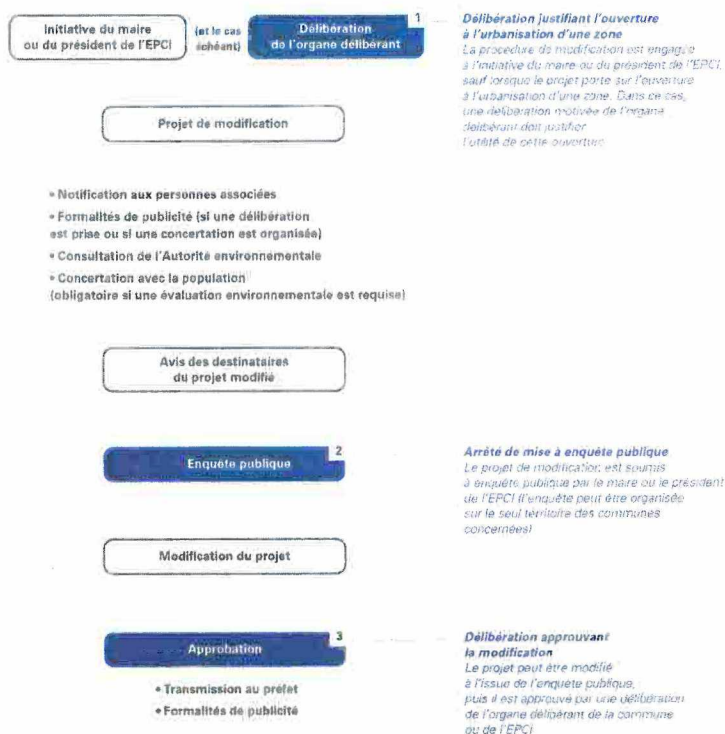 Initiative du maire
ou du président de l'EPCI
(et le cas
échéant)
1
Délibération
de l'organe délibérant
Délibération justifiant l'ouverture
à l'urbanisation d'une zone
La procédure de modification est engagée
à l'initiative du maire ou du président de l'EPCI,
sauf lorsque le projet porte sur l'ouverture
à l'urbanisation d'une zone. Dans ce cas,
une délibération motivée de l'organe
délibérant doit justifier
l'utilité de cette ouverture
Projet de modification
• Notification aux personnes associées
• Formalités de publicité (si une délibération
est prise ou si une concertation est organisée)
• Consultation de l'Autorité environnementale
• Concertation avec la population
(obligatoire si une évaluation environnementale est requise)
Avis des destinataires
du projet modifié
2
Enquête publique
Arrêté de mise à enquête publique
Le projet de modification est soumis
à enquête publique par le maire ou le président
de l'EPCI (l'enquête peut être organisée
sur le seul territoire des communes
concernées)
Modification du projet
3
Approbation
• Transmission au préfet
• Formalités de publicité
Délibération approuvant
la modification
Le projet peut être modifié
à l'issue de l'enquête publique,
puis il est approuvé par une délibération
de l'organe délibérant de la commune
ou de l'EPCI